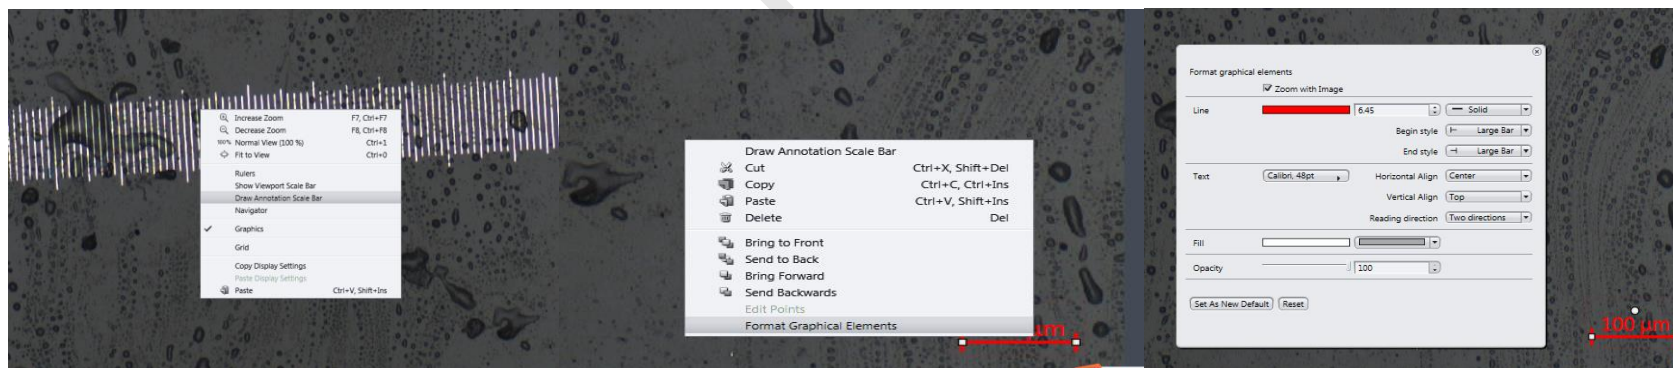 Increase Zoom F7, Ctrl+F7
Decrease Zoom F8, Ctrl+F8
100% Normal View (100 %) Ctrl+1
Fit to View Ctrl+0
Rulers
Show Viewport Scale Bar
Draw Annotation Scale Bar
Navigator
Graphics
Grid
Copy Display Settings
Paste Display Settings
Paste Ctrl+V, Shift+Ins
Draw Annotation Scale Bar
Cut Ctrl+X, Shift+Del
Copy Ctrl+C, Ctrl+Ins
Paste Ctrl+V, Shift+Ins
Delete Del
Bring to Front
Send to Back
Bring Forward
Send Backwards
Edit Points
Format Graphical Elements
µm
Format graphical elements
Zoom with Image
Line 6.45 Solid
Begin style Large Bar
End style Large Bar
Text Calibri, 48pt Horizontal Align Center
Vertical Align Top
Reading direction Two directions
Fill
Opacity 100
Set As New Default Reset
100 µm